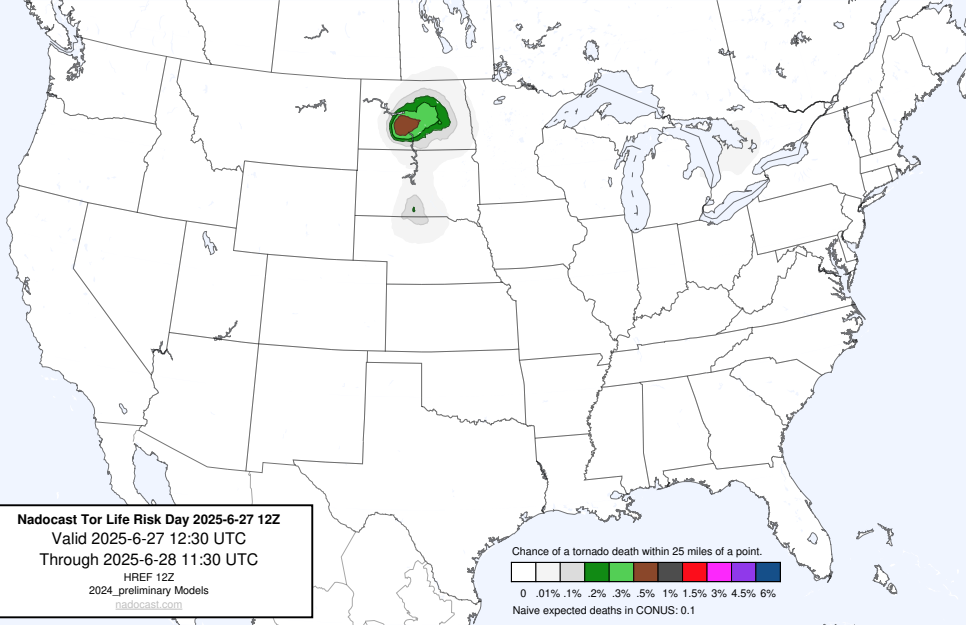 Nadocast Tor Life Risk Day 2025-6-27 12Z
Valid 2025-6-27 12:30 UTC
Through 2025-6-28 11:30 UTC
HREF 12Z
2024_preliminary Models
nadocast.com
Chance of a tornado death within 25 miles of a point.
0 .01% .1% .2% .3% .5% 1% 1.5% 3% 4.5% 6%
Naive expected deaths in CONUS: 0.1